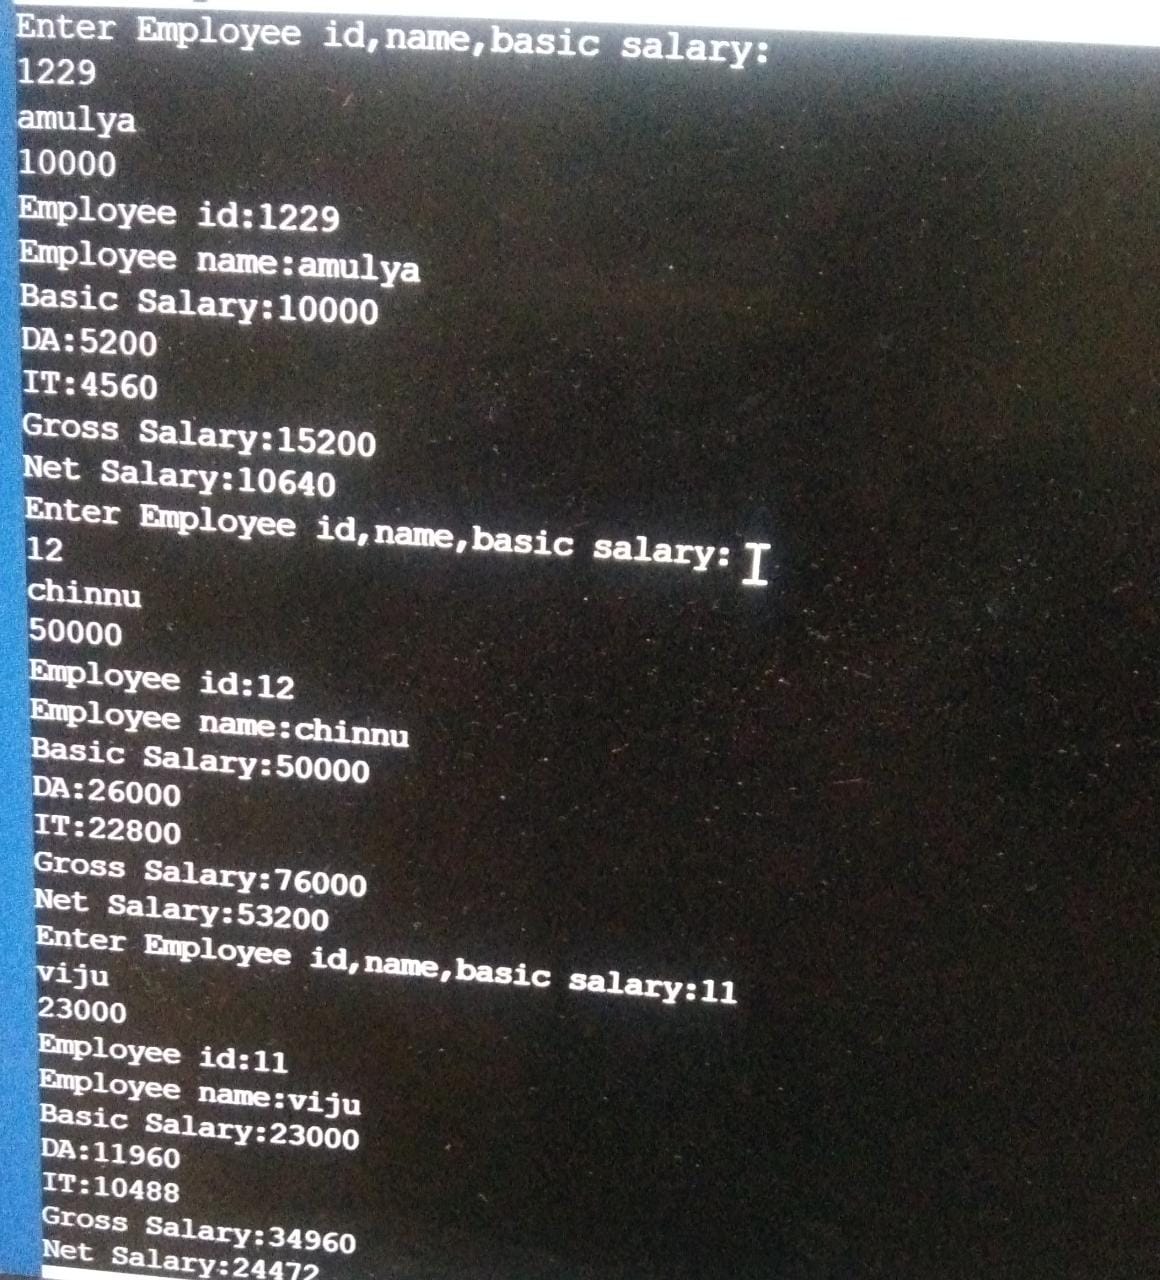 Enter Employee id,name,basic salary:
1229
amulya
10000
Employee id:1229
Employee name:amulya
Basic Salary:10000
DA:5200
IT:4560
Gross Salary:15200
Net Salary:10640
Enter Employee id,name,basic salary:
12
chinnu
50000
Employee id:12
Employee name:chinnu
Basic Salary:50000
DA:26000
IT:22800
Gross Salary:76000
Net Salary:53200
Enter Employee id,name,basic salary:11
viju
23000
Employee id:11
Employee name:viju
Basic Salary:23000
DA:11960
IT:10488
Gross Salary:34960
Net Salary:24472